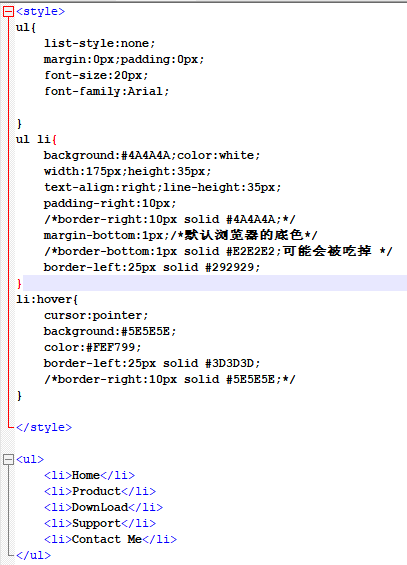 <style>
ul{
list-style:none;
margin:0px;padding:0px;
font-size:20px;
font-family:Arial;
}
ul li{
background:#4A4A4A;color:white;
width:175px;height:35px;
text-align:right;line-height:35px;
padding-right:10px;
/*border-right:10px solid #4A4A4A;*/
margin-bottom:1px;/*默认浏览器的底色*/
/*border-bottom:1px solid #E2E2E2;可能会被吃掉 */
border-left:25px solid #292929;
}
li:hover{
cursor:pointer;
background:#5E5E5E;
color:#FEF799;
border-left:25px solid #3D3D3D;
/*border-right:10px solid #5E5E5E;*/
}
</style>
<ul>
<li>Home</li>
<li>Product</li>
<li>DownLoad</li>
<li>Support</li>
<li>Contact Me</li>
</ul>